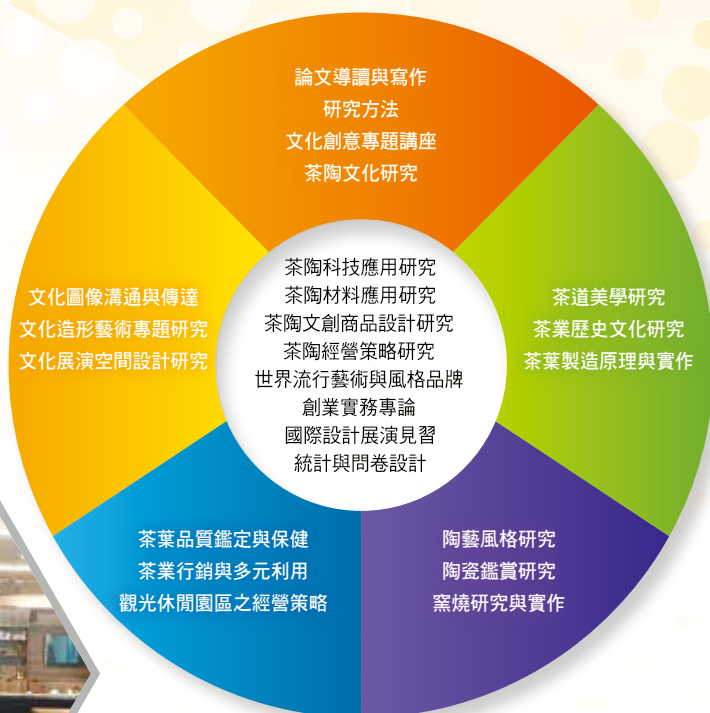 論文導讀與寫作
研究方法
文化創意專題講座
茶陶文化研究
茶陶科技應用研究
茶陶材料應用研究
茶陶文創商品設計研究
茶陶經營策略研究
世界流行藝術與風格品牌
創業實務專論
國際設計展演見習
統計與問卷設計
文化圖像溝通與傳達
文化造形藝術專題研究
文化展演空間設計研究
茶道美學研究
茶業歷史文化研究
茶葉製造原理與實作
茶葉品質鑑定與保健
茶業行銷與多元利用
觀光休閒園區之經營策略
陶藝風格研究
陶瓷鑑賞研究
窯燒研究與實作